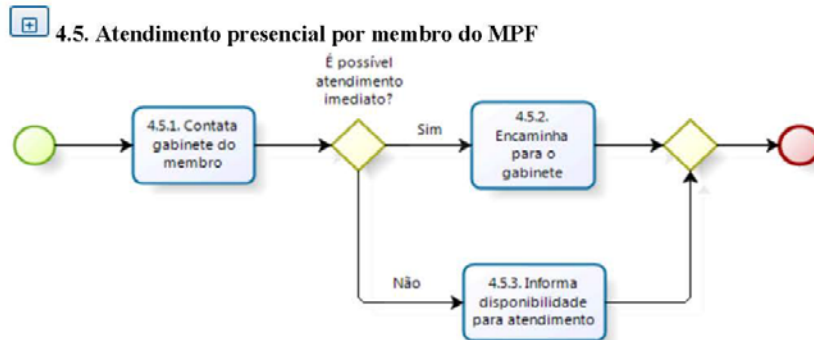 4.5. Atendimento presencial por membro do MPF
É possível
atendimento
imediato?
4.5.1. Contata
gabinete do
membro
Sim
4.5.2.
Encaminha
para o
gabinete
Não
4.5.3. Informa
disponibilidade
para atendimento